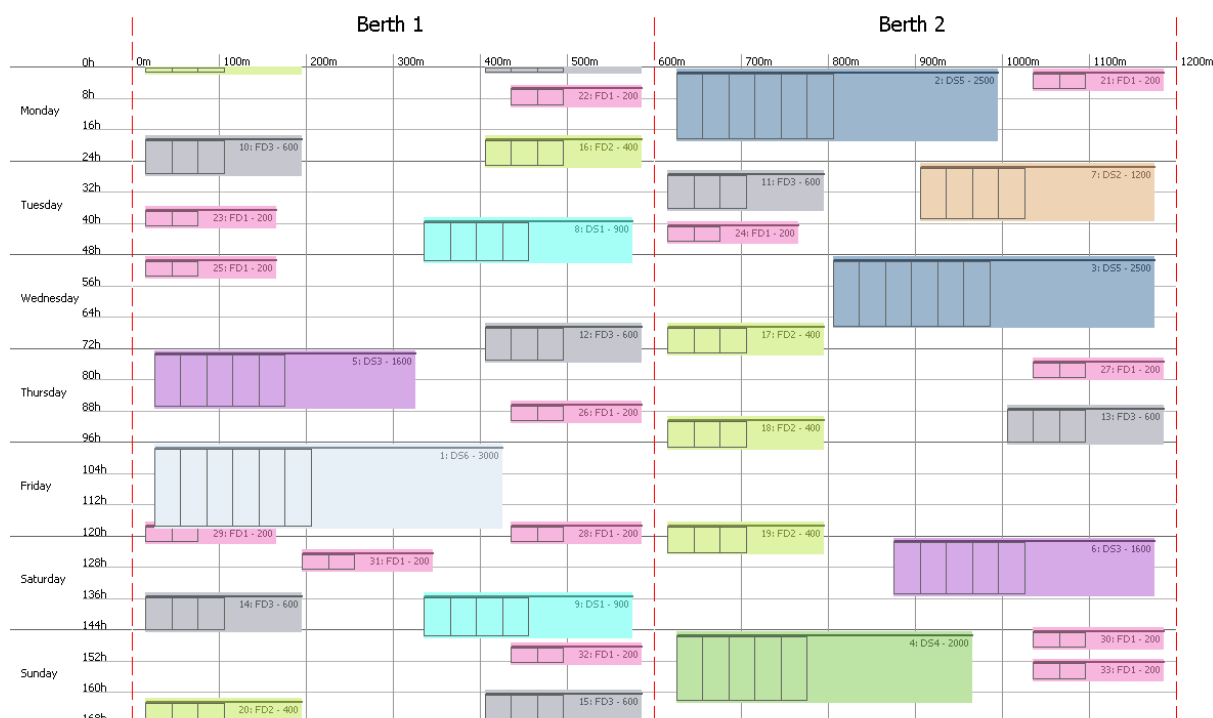 Berth 1 Berth 2
0h 0m 100m 200m 300m 400m 500m 600m 700m 800m 900m 1000m 1100m 1200m
2: DS5 - 2500 21: FD1 - 200
8h 22: FD1 - 200
Monday
16h
10: FD3 - 600 16: FD2 - 400
24h
7: DS2 - 1200
11: FD3 - 600
32h
Tuesday
23: FD1 - 200
40h
8: DS1 - 900 24: FD1 - 200
48h
25: FD1 - 200 3: DS5 - 2500
56h
Wednesday
64h
12: FD3 - 600 17: FD2 - 400
72h
5: DS3 - 1600 27: FD1 - 200
80h
Thursday
88h 26: FD1 - 200 13: FD3 - 600
18: FD2 - 400
96h
1: DS6 - 3000
104h
Friday
112h
120h
29: FD1 - 200 28: FD1 - 200 19: FD2 - 400
6: DS3 - 1600
31: FD1 - 200
128h
Saturday
136h
14: FD3 - 600 9: DS1 - 900
144h
4: DS4 - 2000 30: FD1 - 200
32: FD1 - 200
152h
Sunday 33: FD1 - 200
160h
15: FD3 - 600
20: FD2 - 400
168h